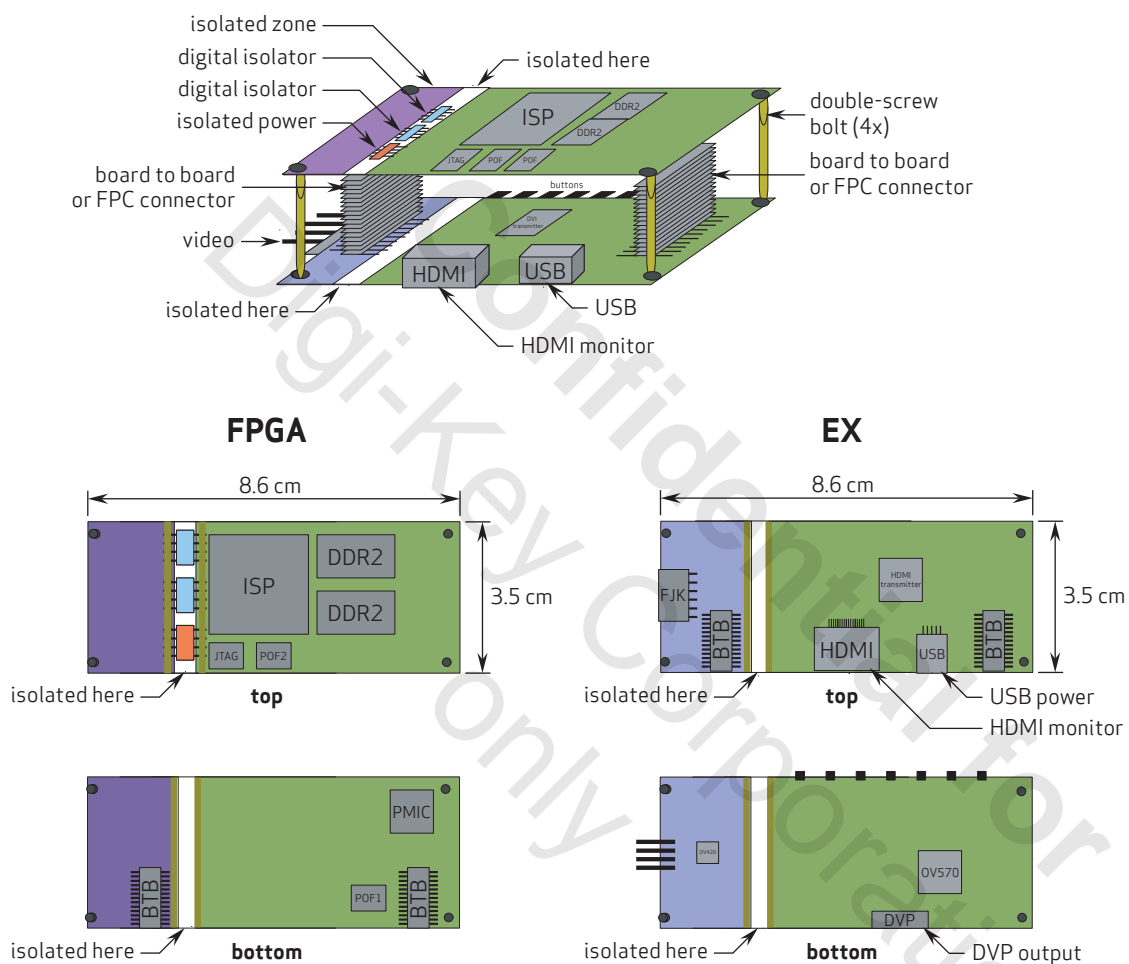 isolated zone
digital isolator
digital isolator
isolated power
board to board
or FPC connector
video
isolated here
isolated here
double-screw
bolt (4x)
board to board
or FPC connector
ISP
DDR2
DDR2
JTAG
POF
POF
buttons
DVI
transmitter
HDMI
USB
USB
HDMI monitor
FPGA
8.6 cm
3.5 cm
ISP
DDR2
DDR2
JTAG
POF2
isolated here
top
EX
8.6 cm
3.5 cm
FJK
BTB
HDMI
transmitter
HDMI
USB
BTB
isolated here
top
USB power
HDMI monitor
PMIC
BTB
POF1
BTB
isolated here
bottom
OV426
OV570
DVP
isolated here
bottom
DVP output
Confidential for
Digi-Key Corporation
only